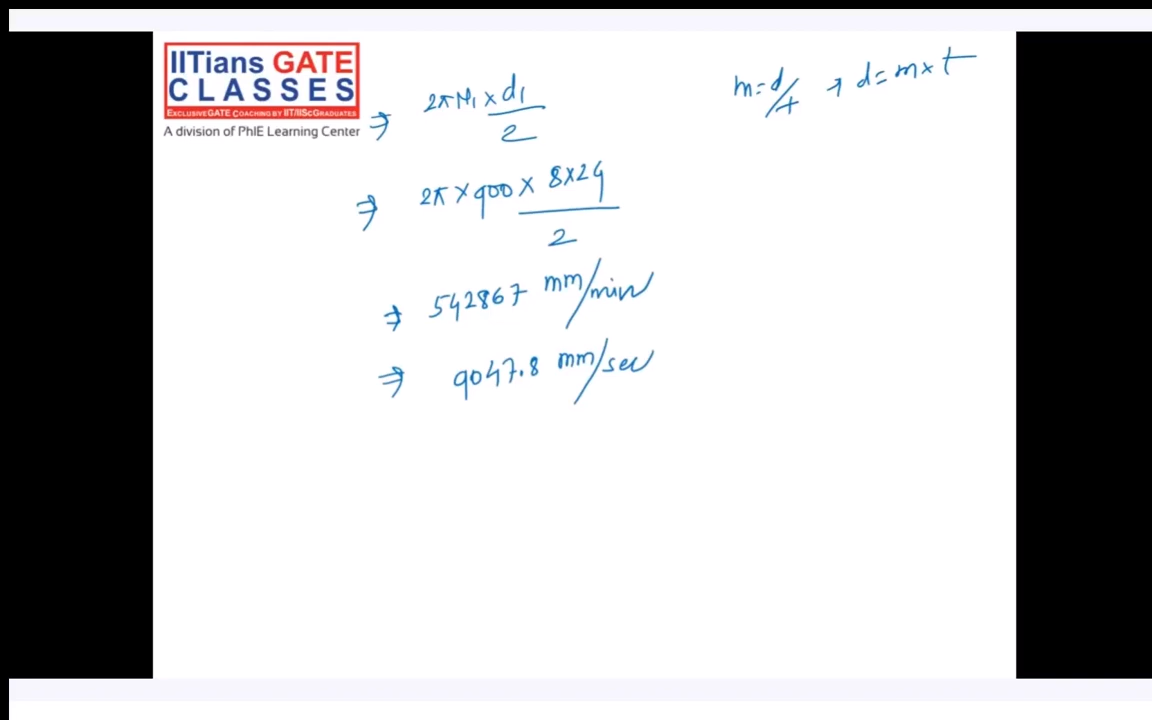 IITians GATE
CLASSES
EXCLUSIVE GATE COACHING BY IIT/IISc GRADUATES
A division of PhIE Learning Center
m=d/t → d=m×t
⇒ 2πN₁ × d₁/2
⇒ 2π × 900 × 8×24/2
⇒ 542867 mm/min
⇒ 9047.8 mm/sec